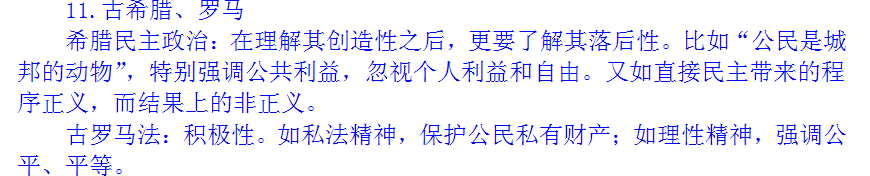 11.古希腊、罗马
希腊民主政治：在理解其创造性之后，更要了解其落后性。比如“公民是城
邦的动物”，特别强调公共利益，忽视个人利益和自由。又如直接民主带来的程
序正义，而结果上的非正义。
古罗马法：积极性。如私法精神，保护公民私有财产；如理性精神，强调公
平、平等。